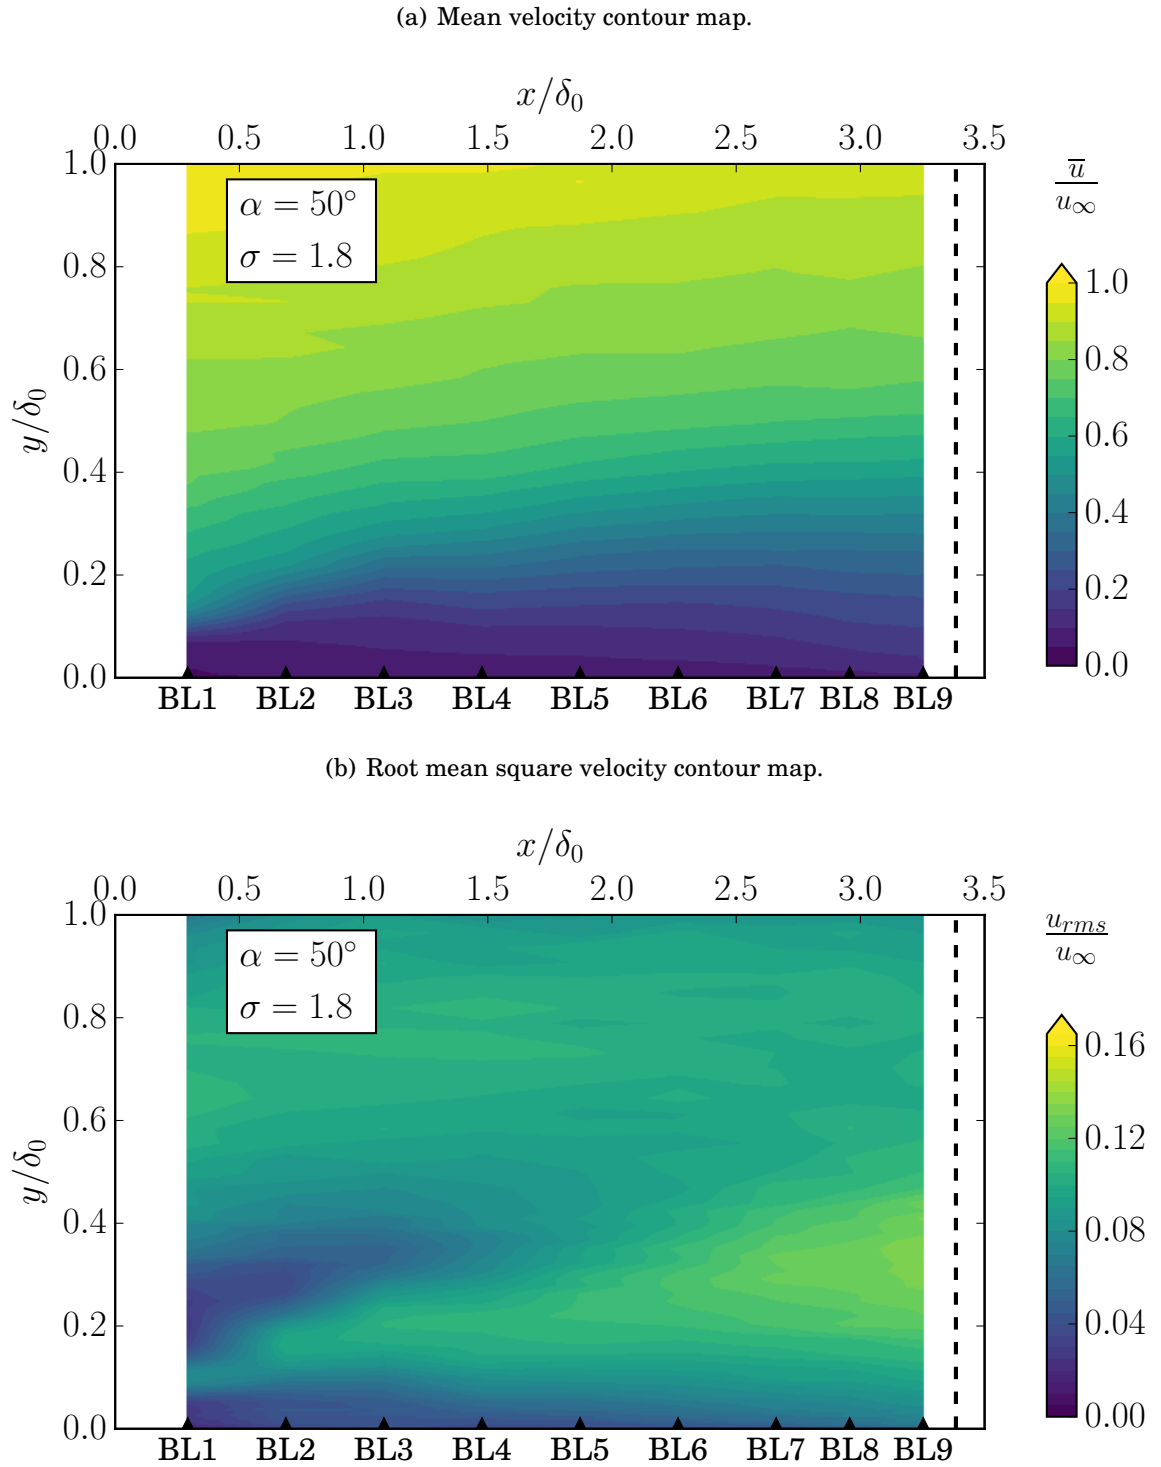 (a) Mean velocity contour map.
x/δ₀
0.0 0.5 1.0 1.5 2.0 2.5 3.0 3.5
1.0
0.8
0.6
0.4
0.2
0.0
y/δ₀
α = 50°
σ = 1.8
u̅/u∞
1.0
0.8
0.6
0.4
0.2
0.0
BL1 BL2 BL3 BL4 BL5 BL6 BL7 BL8 BL9
(b) Root mean square velocity contour map.
x/δ₀
0.0 0.5 1.0 1.5 2.0 2.5 3.0 3.5
1.0
0.8
0.6
0.4
0.2
0.0
y/δ₀
α = 50°
σ = 1.8
u_rms/u∞
0.16
0.12
0.08
0.04
0.00
BL1 BL2 BL3 BL4 BL5 BL6 BL7 BL8 BL9